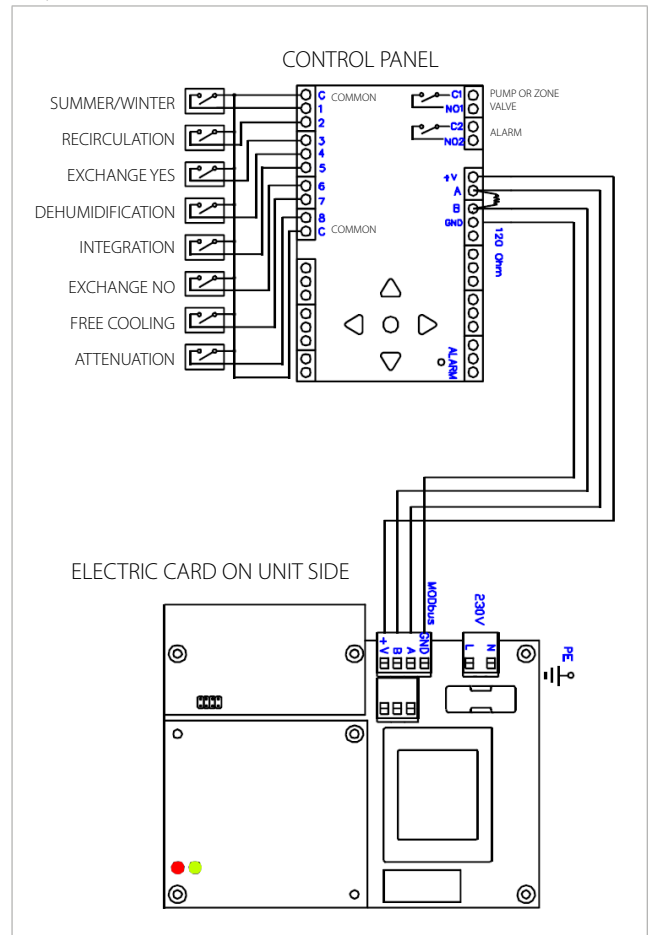 CONTROL PANEL
SUMMER/WINTER
RECIRCULATION
EXCHANGE YES
DEHUMIDIFICATION
INTEGRATION
EXCHANGE NO
FREE COOLING
ATTENUATION
C COMMON
1
2
3
4
5
6
7
8
C COMMON
C1
NO1
PUMP OR ZONE
VALVE
C2
NO2
ALARM
+V
A
B
GND
120 Ohm
ALARM
ELECTRIC CARD ON UNIT SIDE
MODbus
+V
B
A
GND
230V
L
N
PE